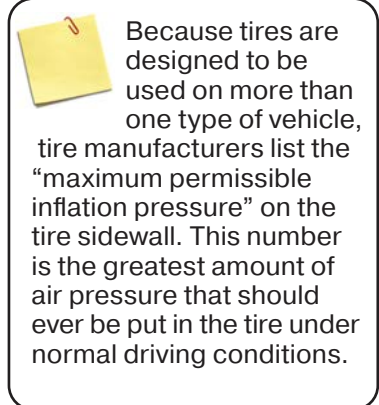 Because tires are
designed to be
used on more than
one type of vehicle,
tire manufacturers list the
“maximum permissible
inflation pressure” on the
tire sidewall. This number
is the greatest amount of
air pressure that should
ever be put in the tire under
normal driving conditions.